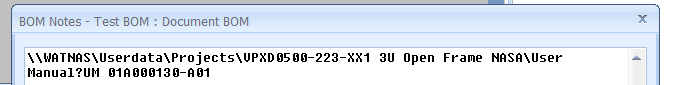 BOM Notes - Test BOM : Document BOM
\\WATNAS\Userdata\Projects\VPXD0500-223-XX1 3U Open Frame NASA\User
Manual?UM 01A000130-A01